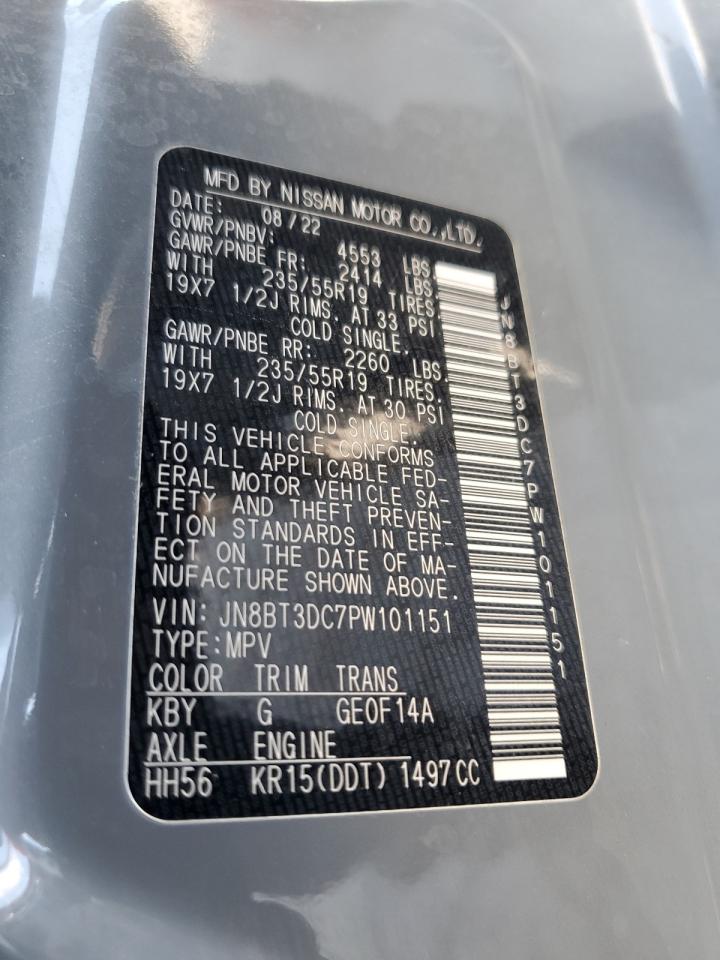 MFD BY NISSAN MOTOR CO.,LTD.
DATE: 08/22
GVWR/PNBV: 4553 LBS.
GAWR/PNBE FR: 2414 LBS.
WITH 235/55R19 TIRES.
19X7 1/2J RIMS. AT 33 PSI
COLD SINGLE.
GAWR/PNBE RR: 2260 LBS.
WITH 235/55R19 TIRES.
19X7 1/2J RIMS. AT 30 PSI
COLD SINGLE.
THIS VEHICLE CONFORMS
TO ALL APPLICABLE FED-
ERAL MOTOR VEHICLE SA-
FETY AND THEFT PREVEN-
TION STANDARDS IN EFF-
ECT ON THE DATE OF MA-
NUFACTURE SHOWN ABOVE.
VIN: JN8BT3DC7PW101151
TYPE:MPV
COLOR TRIM TRANS
KBY G GE0F14A
AXLE ENGINE
HH56 KR15(DDT) 1497CC
JN8BT3DC7PW101151